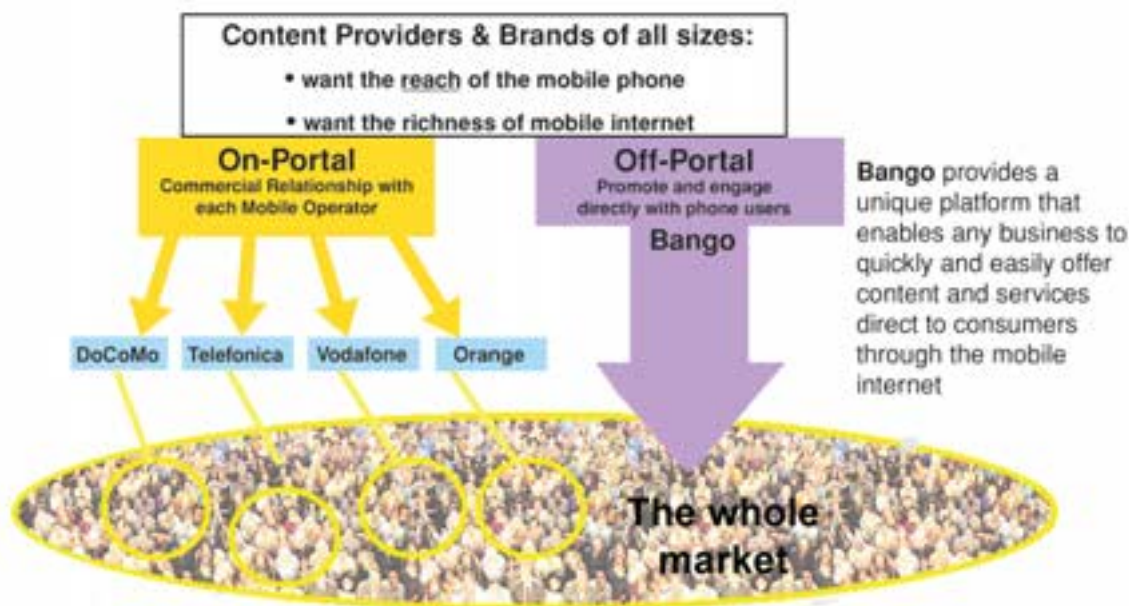 Content Providers & Brands of all sizes:
• want the reach of the mobile phone
• want the richness of mobile internet
On-Portal
Commercial Relationship with
each Mobile Operator
Off-Portal
Promote and engage
directly with phone users
Bango
Bango provides a
unique platform that
enables any business to
quickly and easily offer
content and services
direct to consumers
through the mobile
internet
DoCoMo
Telefonica
Vodafone
Orange
The whole
market